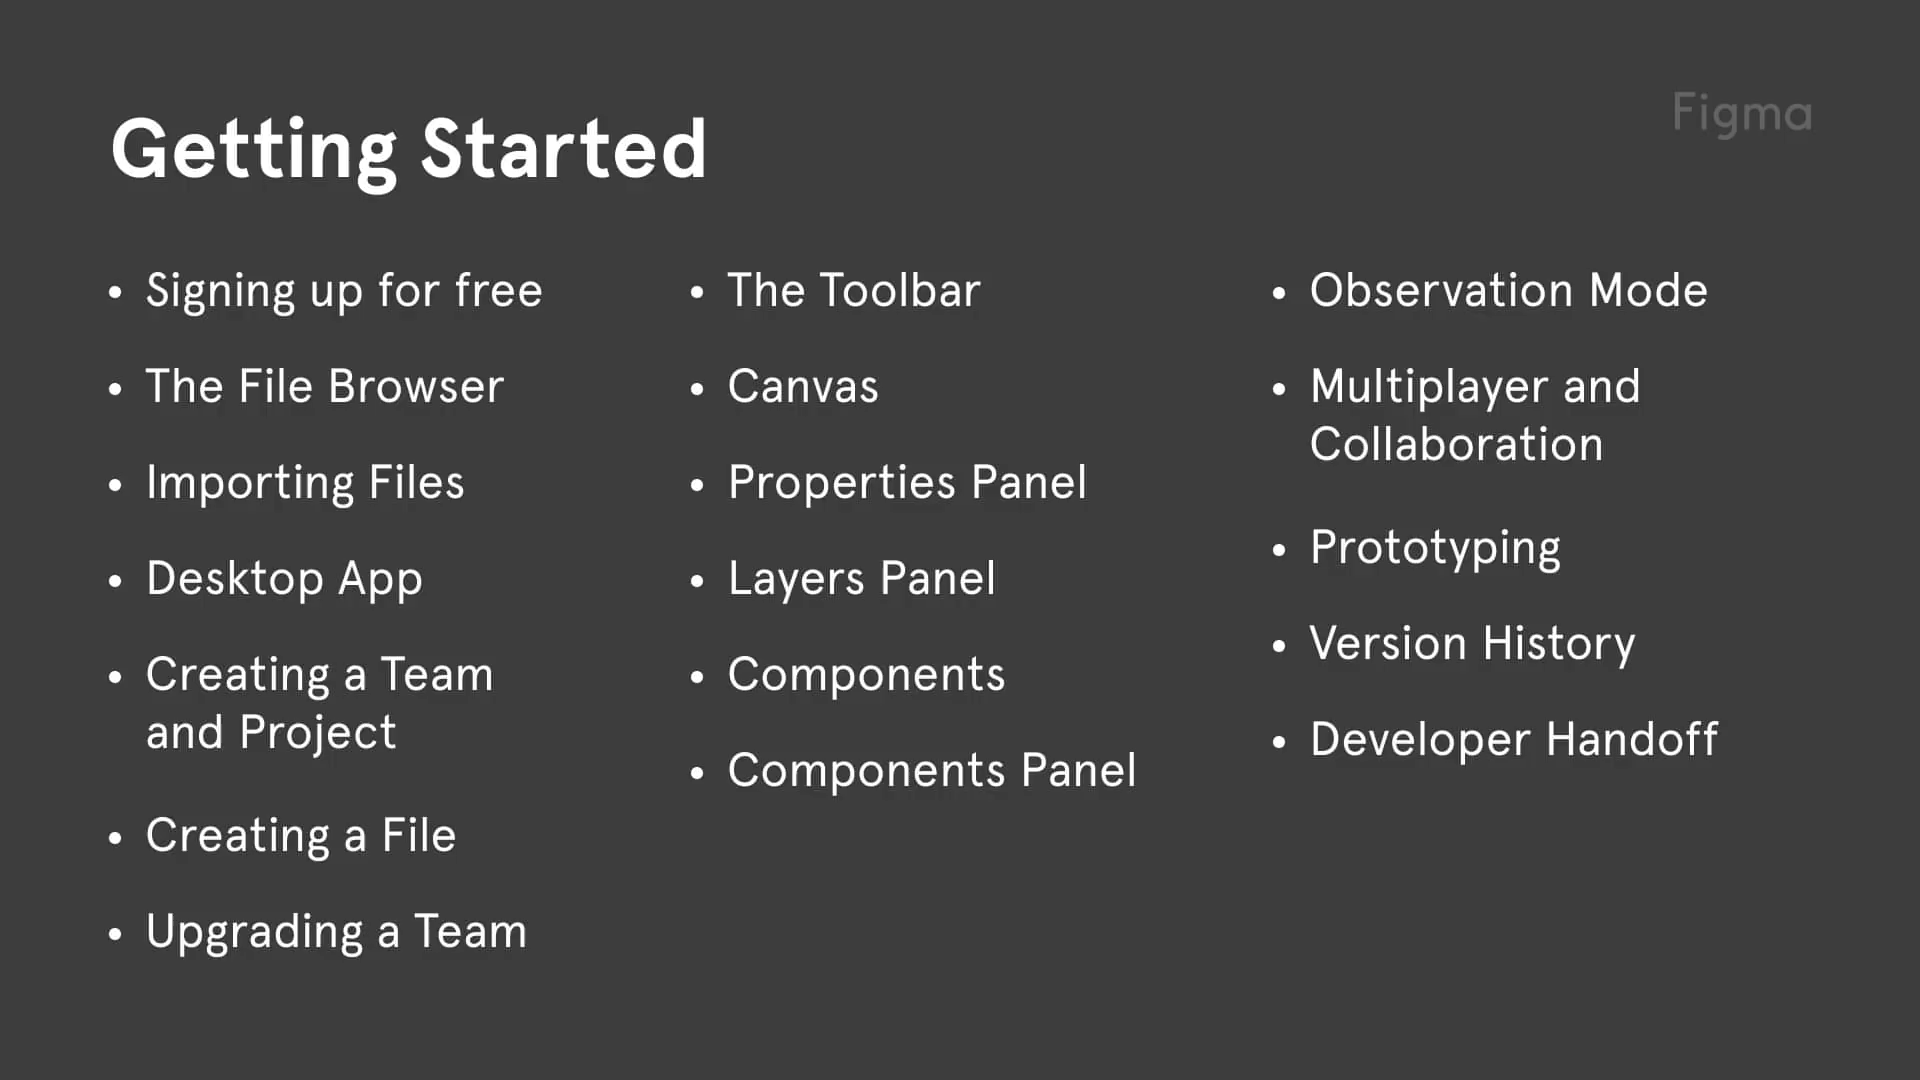 Getting Started
Figma
• Signing up for free
• The File Browser
• Importing Files
• Desktop App
• Creating a Team
and Project
• Creating a File
• Upgrading a Team
• The Toolbar
• Canvas
• Properties Panel
• Layers Panel
• Components
• Components Panel
• Observation Mode
• Multiplayer and
Collaboration
• Prototyping
• Version History
• Developer Handoff